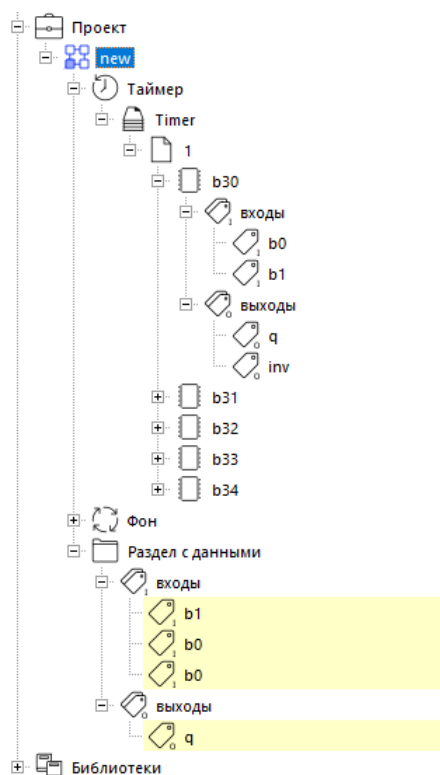 Проект
new
Таймер
Timer
1
b30
входы
b0
b1
выходы
q
inv
b31
b32
b33
b34
Фон
Раздел с данными
входы
b1
b0
b0
выходы
q
Библиотеки